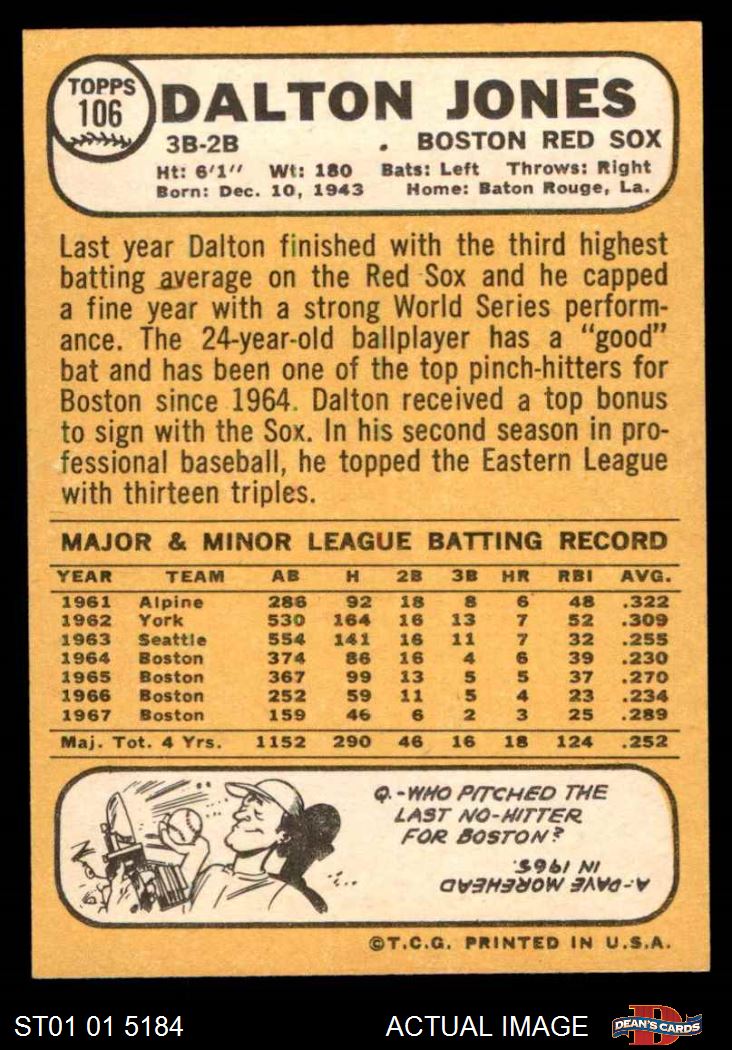 TOPPS
106
DALTON JONES
3B-2B . BOSTON RED SOX
Ht: 6'1" Wt: 180 Bats: Left Throws: Right
Born: Dec. 10, 1943 Home: Baton Rouge, La.
Last year Dalton finished with the third highest
batting average on the Red Sox and he capped
a fine year with a strong World Series perform-
ance. The 24-year-old ballplayer has a "good"
bat and has been one of the top pinch-hitters for
Boston since 1964. Dalton received a top bonus
to sign with the Sox. In his second season in pro-
fessional baseball, he topped the Eastern League
with thirteen triples.
MAJOR & MINOR LEAGUE BATTING RECORD
YEAR TEAM AB H 2B 3B HR RBI AVG.
1961 Alpine 286 92 18 8 6 48 .322
1962 York 530 164 16 13 7 52 .309
1963 Seattle 554 141 16 11 7 32 .255
1964 Boston 374 86 16 4 6 39 .230
1965 Boston 367 99 13 5 5 37 .270
1966 Boston 252 59 11 5 4 23 .234
1967 Boston 159 46 6 2 3 25 .289
Maj. Tot. 4 Yrs. 1152 290 46 16 18 124 .252
Q.-WHO PITCHED THE
LAST NO-HITTER
FOR BOSTON?
A-DAVE MOREHEAD
IN 1965.
©T.C.G. PRINTED IN U.S.A.
ST01 01 5184 ACTUAL IMAGE D DEAN'S CARDS